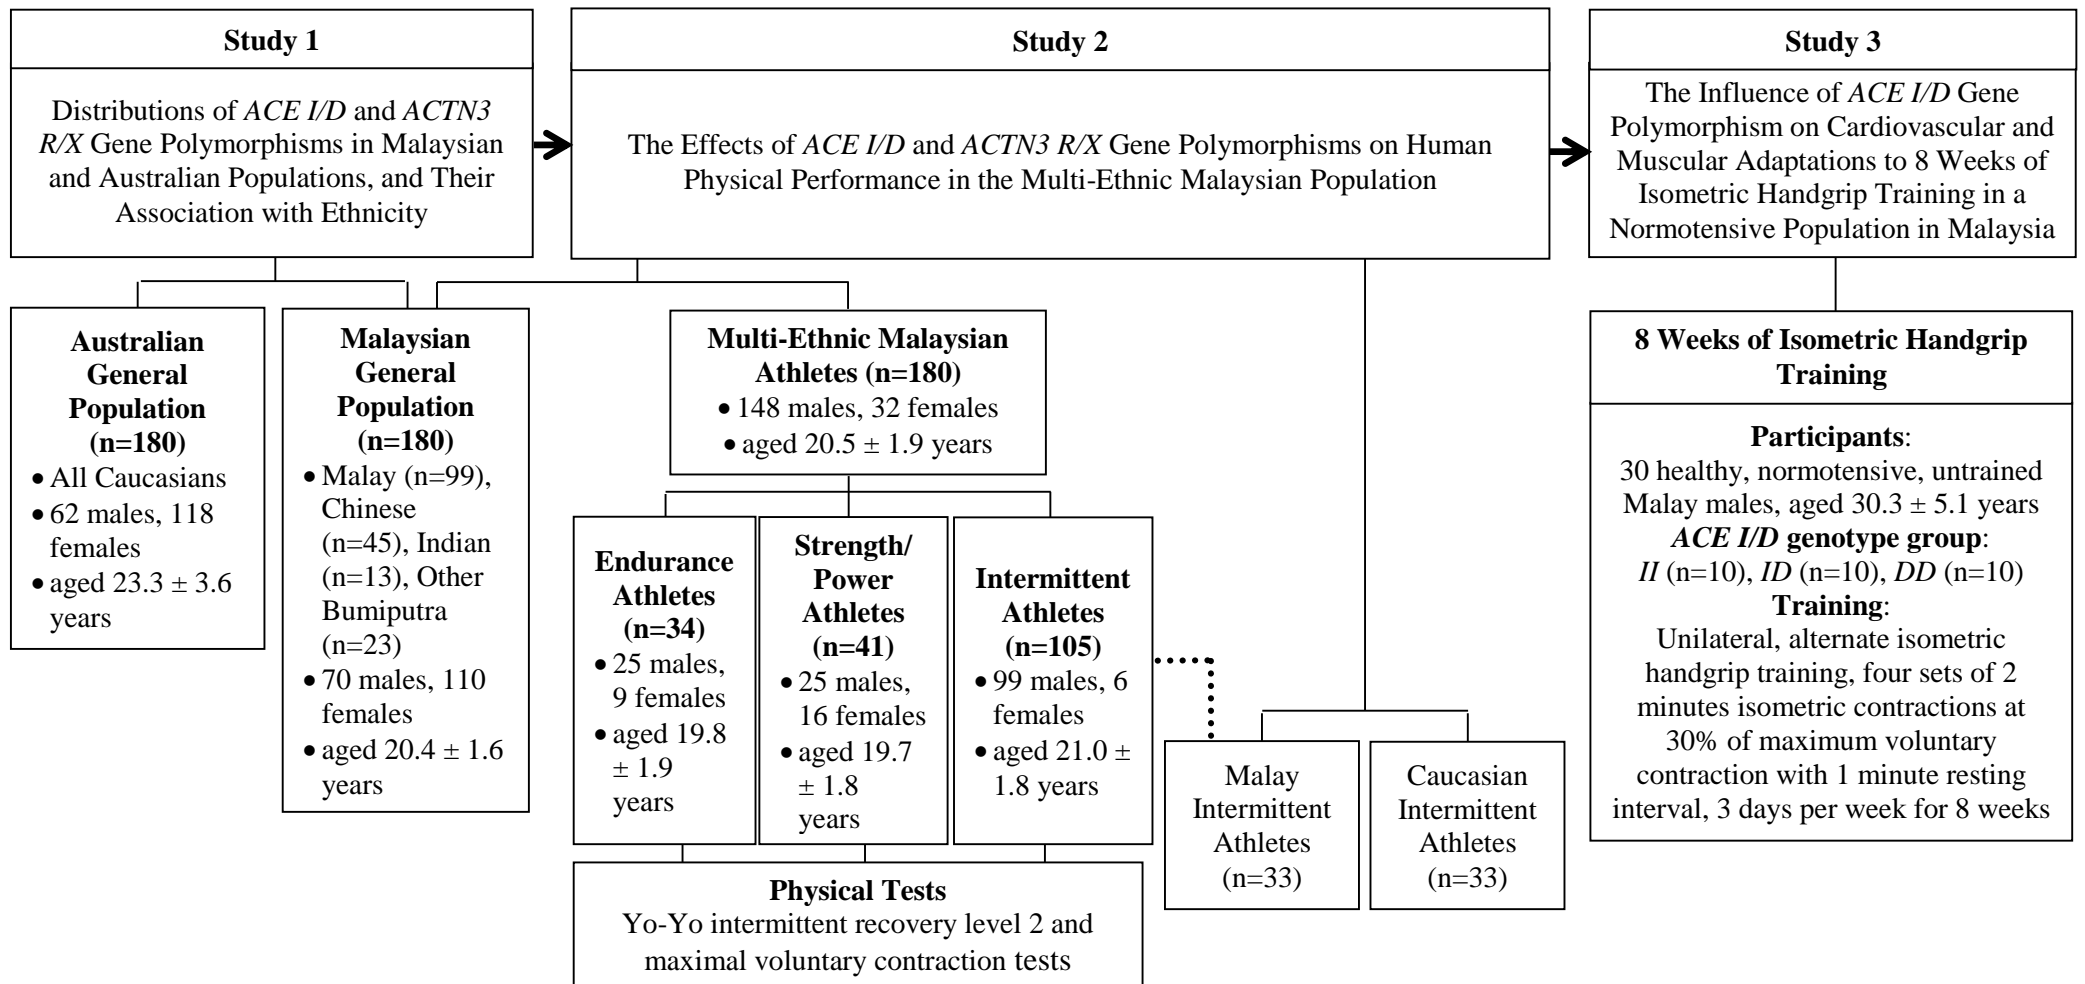 Study 1
Distributions of ACE I/D and ACTN3
R/X Gene Polymorphisms in Malaysian
and Australian Populations, and Their
Association with Ethnicity
Study 2
The Effects of ACE I/D and ACTN3 R/X Gene Polymorphisms on Human
Physical Performance in the Multi-Ethnic Malaysian Population
Study 3
The Influence of ACE I/D Gene
Polymorphism on Cardiovascular and
Muscular Adaptations to 8 Weeks of
Isometric Handgrip Training in a
Normotensive Population in Malaysia
Australian
General
Population
(n=180)
• All Caucasians
• 62 males, 118
females
• aged 23.3 ± 3.6
years
Malaysian
General
Population
(n=180)
• Malay (n=99),
Chinese
(n=45), Indian
(n=13), Other
Bumiputra
(n=23)
• 70 males, 110
females
• aged 20.4 ± 1.6
years
Multi-Ethnic Malaysian
Athletes (n=180)
• 148 males, 32 females
• aged 20.5 ± 1.9 years
Endurance
Athletes
(n=34)
• 25 males,
9 females
• aged 19.8
± 1.9
years
Strength/
Power
Athletes
(n=41)
• 25 males,
16 females
• aged 19.7
± 1.8
years
Intermittent
Athletes
(n=105)
• 99 males, 6
females
• aged 21.0 ±
1.8 years
Physical Tests
Yo-Yo intermittent recovery level 2 and
maximal voluntary contraction tests
Malay
Intermittent
Athletes
(n=33)
Caucasian
Intermittent
Athletes
(n=33)
8 Weeks of Isometric Handgrip
Training
Participants:
30 healthy, normotensive, untrained
Malay males, aged 30.3 ± 5.1 years
ACE I/D genotype group:
II (n=10), ID (n=10), DD (n=10)
Training:
Unilateral, alternate isometric
handgrip training, four sets of 2
minutes isometric contractions at
30% of maximum voluntary
contraction with 1 minute resting
interval, 3 days per week for 8 weeks